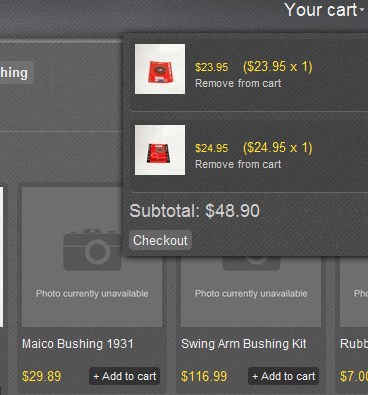 Your cart
$23.95 ($23.95 x 1)
Remove from cart
hing
$24.95 ($24.95 x 1)
Remove from cart
Subtotal: $48.90
Checkout
Photo currently unavailable
Photo currently unavailable
Photo c
Maico Bushing 1931
Swing Arm Bushing Kit
Rubb
$29.89
+ Add to cart
$116.99
+ Add to cart
$7.00